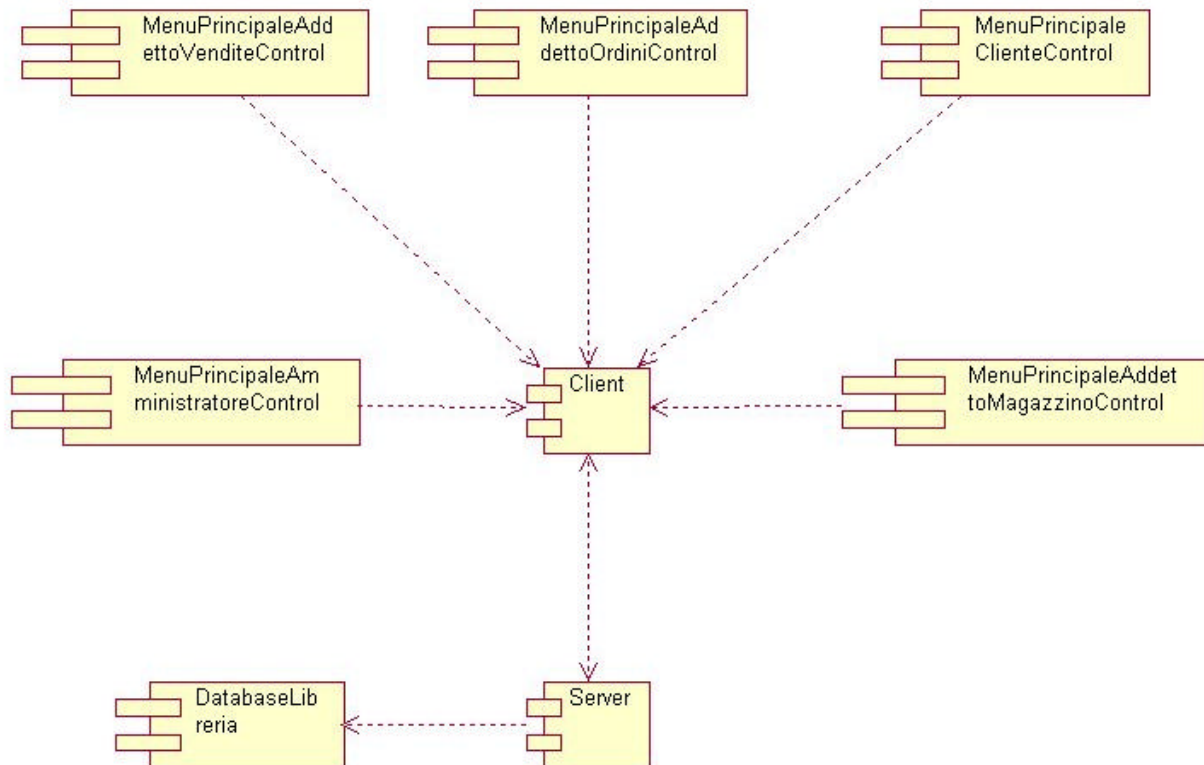 MenuPrincipaleAdd
ettoVenditeControl
MenuPrincipaleAd
dettoOrdiniControl
MenuPrincipale
ClienteControl
MenuPrincipaleAm
ministratoreControl
Client
MenuPrincipaleAddet
toMagazzinoControl
DatabaseLib
reria
Server